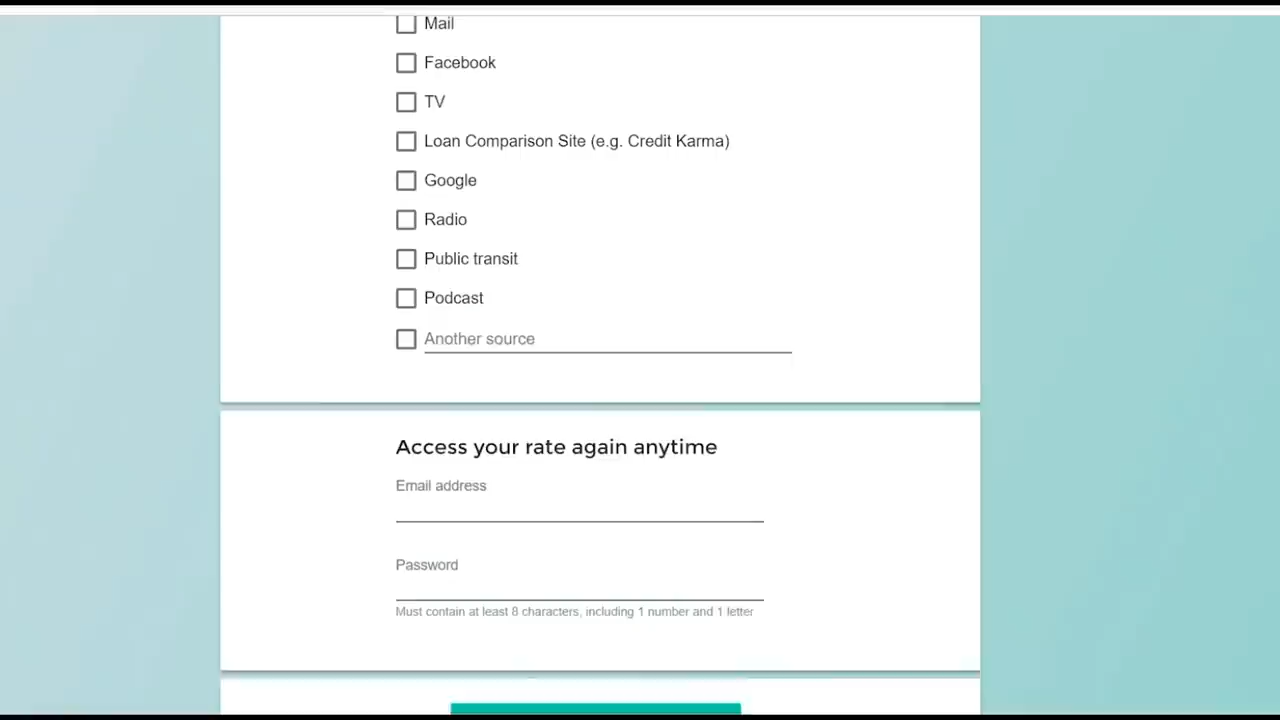 Mail
Facebook
TV
Loan Comparison Site (e.g. Credit Karma)
Google
Radio
Public transit
Podcast
Another source
Access your rate again anytime
Email address
Password
Must contain at least 8 characters, including 1 number and 1 letter